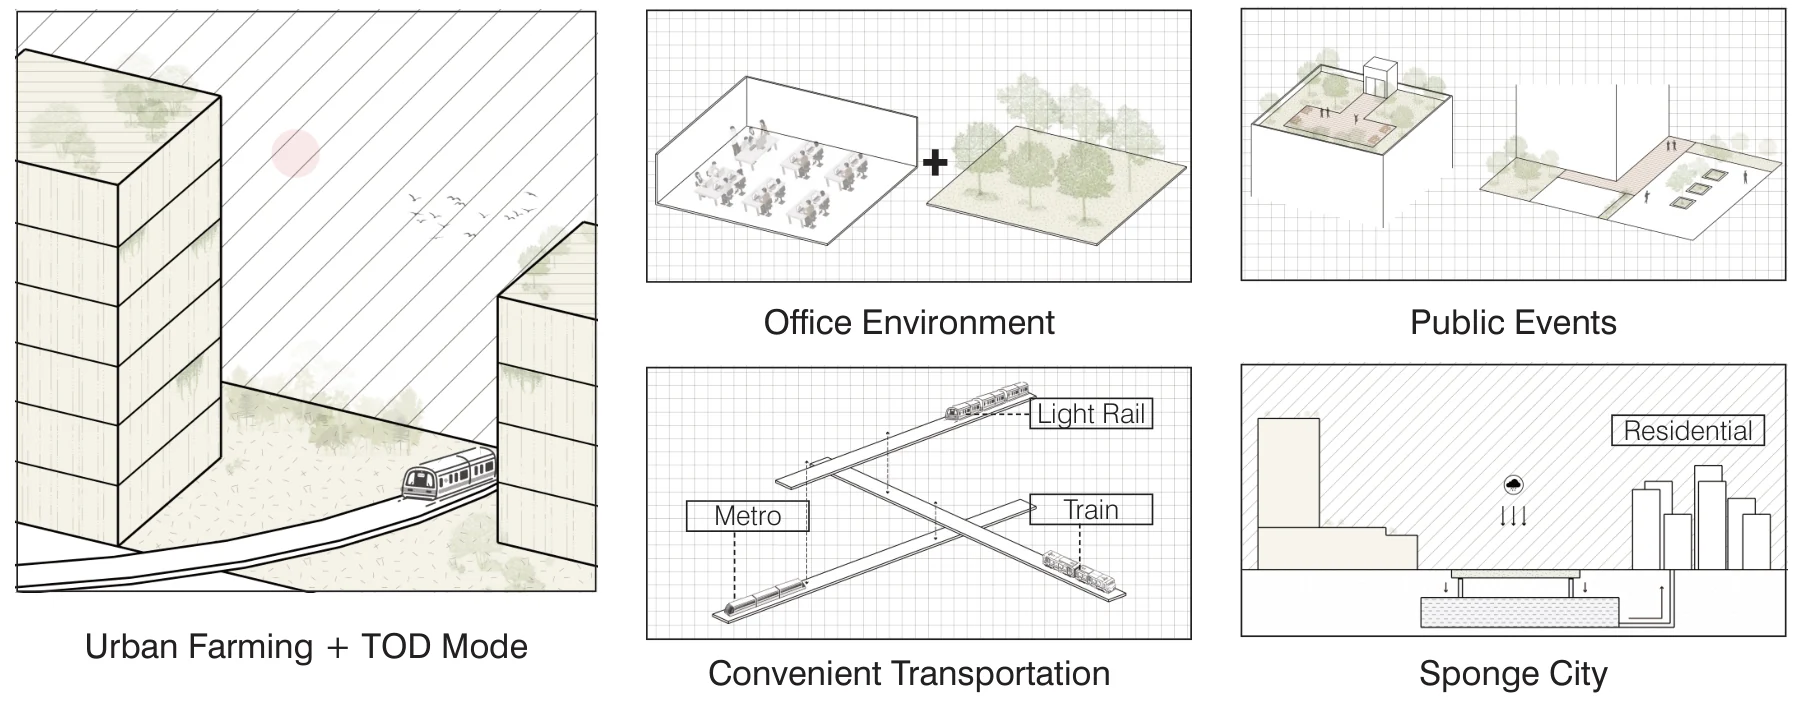 Urban Farming + TOD Mode
Office Environment
Public Events
Light Rail
Metro
Train
Convenient Transportation
Residential
Sponge City